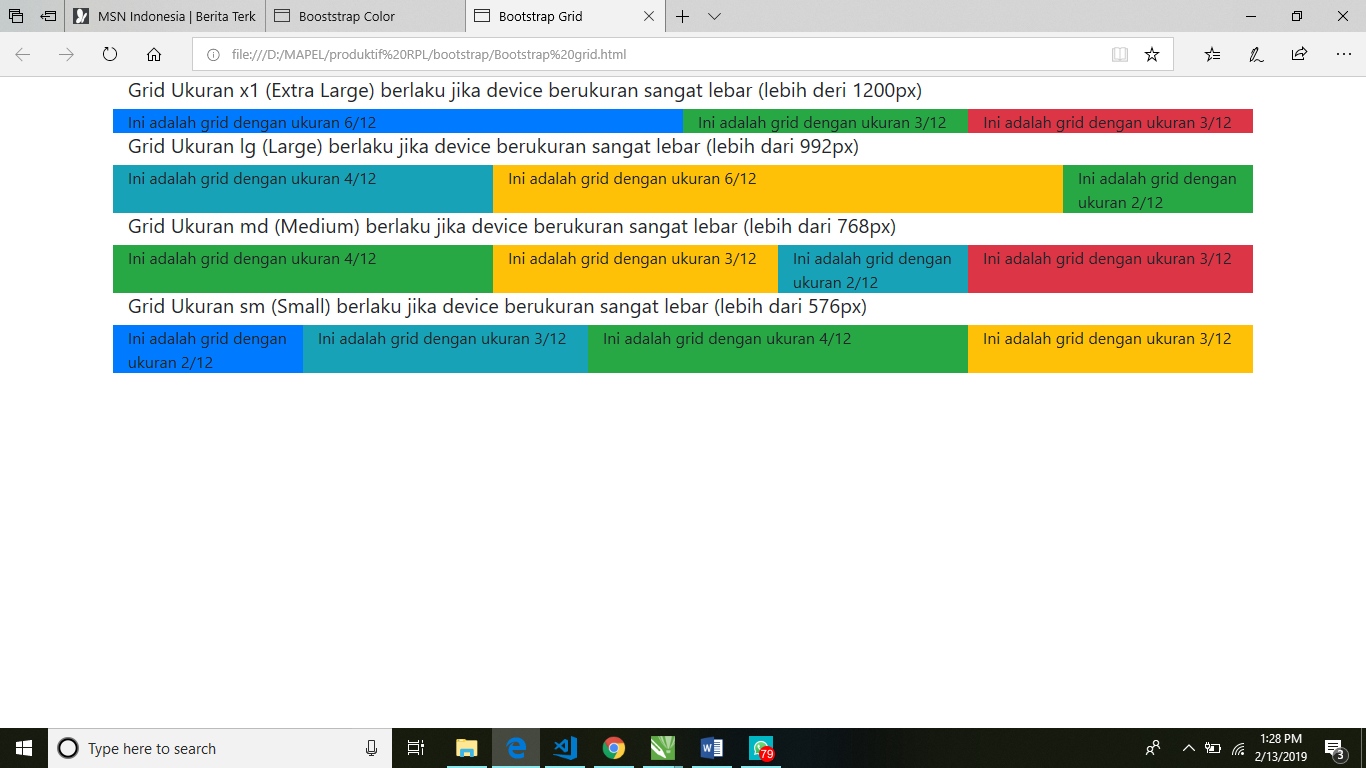 MSN Indonesia | Berita Terk
Booststrap Color
Bootstrap Grid
file:///D:/MAPEL/produktif%20RPL/bootstrap/Bootstrap%20grid.html
Grid Ukuran x1 (Extra Large) berlaku jika device berukuran sangat lebar (lebih deri 1200px)
Ini adalah grid dengan ukuran 6/12
Ini adalah grid dengan ukuran 3/12
Ini adalah grid dengan ukuran 3/12
Grid Ukuran lg (Large) berlaku jika device berukuran sangat lebar (lebih dari 992px)
Ini adalah grid dengan ukuran 4/12
Ini adalah grid dengan ukuran 6/12
Ini adalah grid dengan
ukuran 2/12
Grid Ukuran md (Medium) berlaku jika device berukuran sangat lebar (lebih dari 768px)
Ini adalah grid dengan ukuran 4/12
Ini adalah grid dengan ukuran 3/12
Ini adalah grid dengan
ukuran 2/12
Ini adalah grid dengan ukuran 3/12
Grid Ukuran sm (Small) berlaku jika device berukuran sangat lebar (lebih dari 576px)
Ini adalah grid dengan
ukuran 2/12
Ini adalah grid dengan ukuran 3/12
Ini adalah grid dengan ukuran 4/12
Ini adalah grid dengan ukuran 3/12
Type here to search
79
1:28 PM
2/13/2019
3